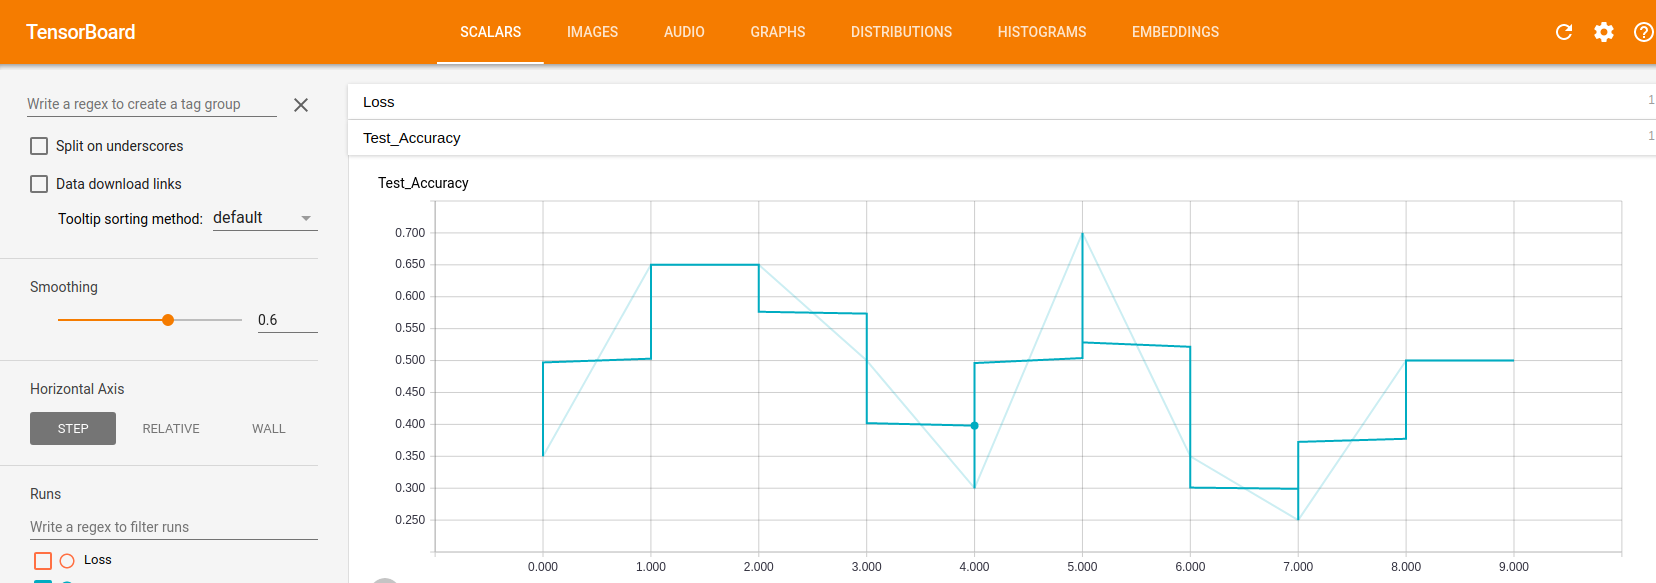 TensorBoard
SCALARS IMAGES AUDIO GRAPHS DISTRIBUTIONS HISTOGRAMS EMBEDDINGS
Write a regex to create a tag group
Split on underscores
Data download links
Tooltip sorting method: default
Smoothing
0.6
Horizontal Axis
STEP RELATIVE WALL
Runs
Write a regex to filter runs
Loss
Loss 1
Test_Accuracy 1
Test_Accuracy
0.700
0.650
0.600
0.550
0.500
0.450
0.400
0.350
0.300
0.250
0.000 1.000 2.000 3.000 4.000 5.000 6.000 7.000 8.000 9.000